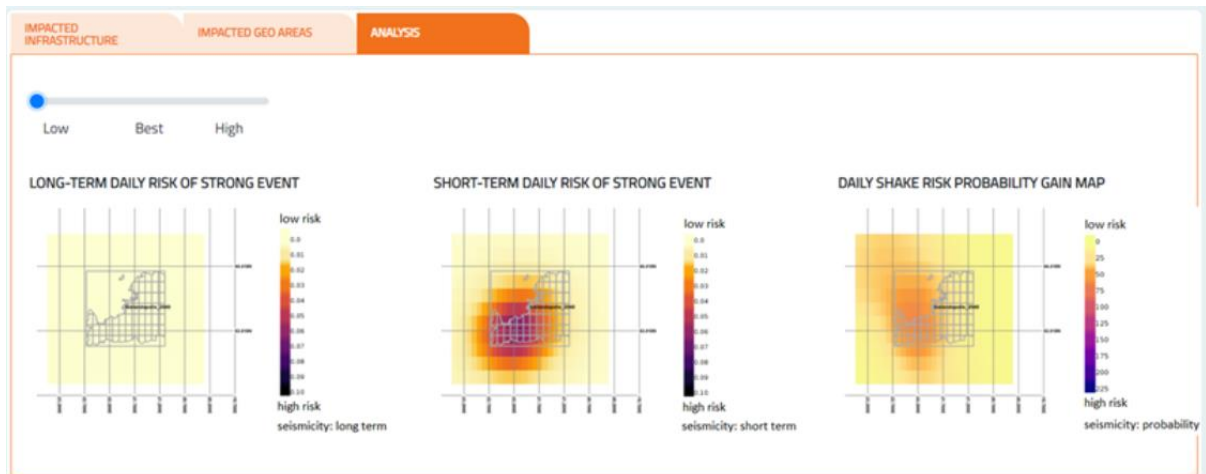 IMPACTED
INFRASTRUCTURE
IMPACTED GEO AREAS
ANALYSIS
Low
Best
High
LONG-TERM DAILY RISK OF STRONG EVENT
low risk
0.0
0.01
0.02
0.03
0.04
0.05
0.06
0.07
0.08
0.09
0.10
high risk
seismicity: long term
SHORT-TERM DAILY RISK OF STRONG EVENT
low risk
0.0
0.01
0.02
0.03
0.04
0.05
0.06
0.07
0.08
0.09
0.10
high risk
seismicity: short term
DAILY SHAKE RISK PROBABILITY GAIN MAP
low risk
0
25
50
75
100
125
150
175
200
225
high risk
seismicity: probability